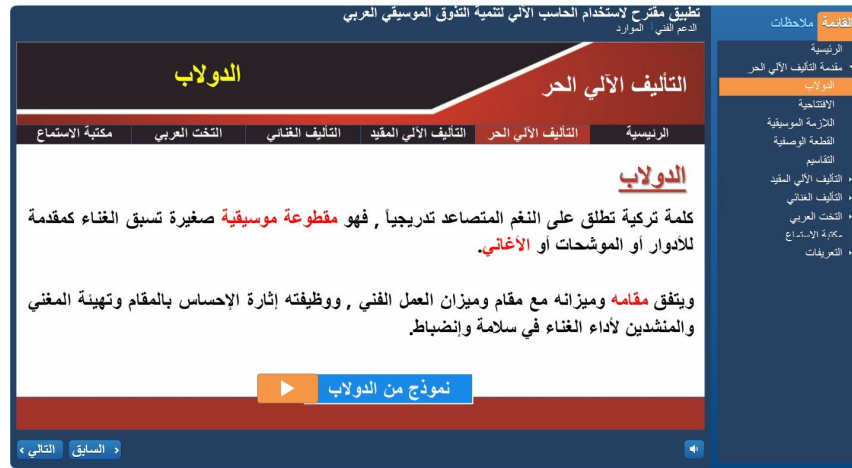 تطبيق مقترح لاستخدام الحاسب الآلي لتنمية التذوق الموسيقي العربي
الدعم الفني الموارد
القائمة ملاحظات
الرئيسية
مقدمة التأليف الآلي الحر
الدولاب
الافتتاحية
اللازمة الموسيقية
القطعة الوصفية
التقاسيم
التأليف الآلي المقيد
التأليف الغنائي
التخت العربي
مكتبة الاستماع
التعريفات
التأليف الآلي الحر
الدولاب
الرئيسية التأليف الآلي الحر التأليف الآلي المقيد التأليف الغنائي التخت العربي مكتبة الاستماع
الدولاب
كلمة تركية تطلق على النغم المتصاعد تدريجياً , فهو مقطوعة موسيقية صغيرة تسبق الغناء كمقدمة
للأدوار أو الموشحات أو الأغاني.
ويتفق مقامه وميزانه مع مقام وميزان العمل الفني , ووظيفته إثارة الإحساس بالمقام وتهيئة المغني
والمنشدين لأداء الغناء في سلامة وإنضباط.
نموذج من الدولاب
< السابق التالي >